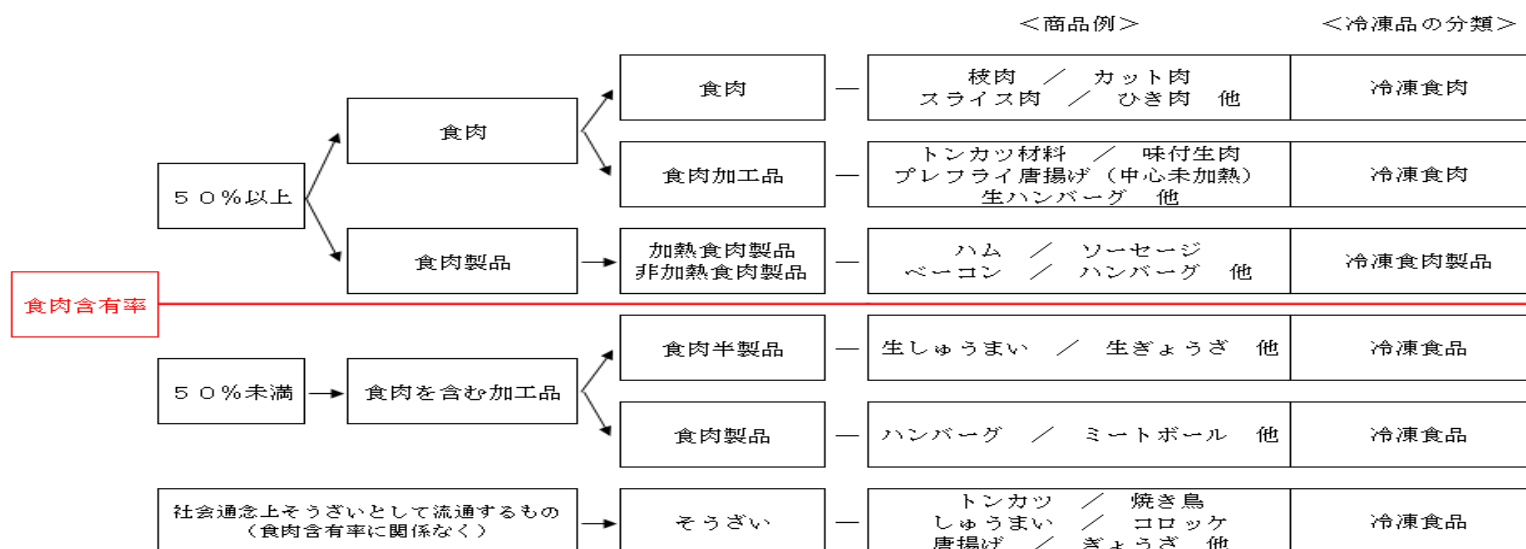 ＜商品例＞
＜冷凍品の分類＞
食肉
枝肉 ／ カット肉
スライス肉 ／ ひき肉 他
冷凍食肉
食肉
食肉加工品
トンカツ材料 ／ 味付生肉
プレフライ唐揚げ（中心未加熱）
生ハンバーグ 他
冷凍食肉
５０％以上
食肉製品
加熱食肉製品
非加熱食肉製品
ハム ／ ソーセージ
ベーコン ／ ハンバーグ 他
冷凍食肉製品
食肉含有率
食肉半製品
生しゅうまい ／ 生ぎょうざ 他
冷凍食品
５０％未満
食肉を含む加工品
食肉製品
ハンバーグ ／ ミートボール 他
冷凍食品
社会通念上そうざいとして流通するもの
（食肉含有率に関係なく）
そうざい
トンカツ ／ 焼き鳥
しゅうまい ／ コロッケ
唐揚げ ／ ぎょうざ 他
冷凍食品